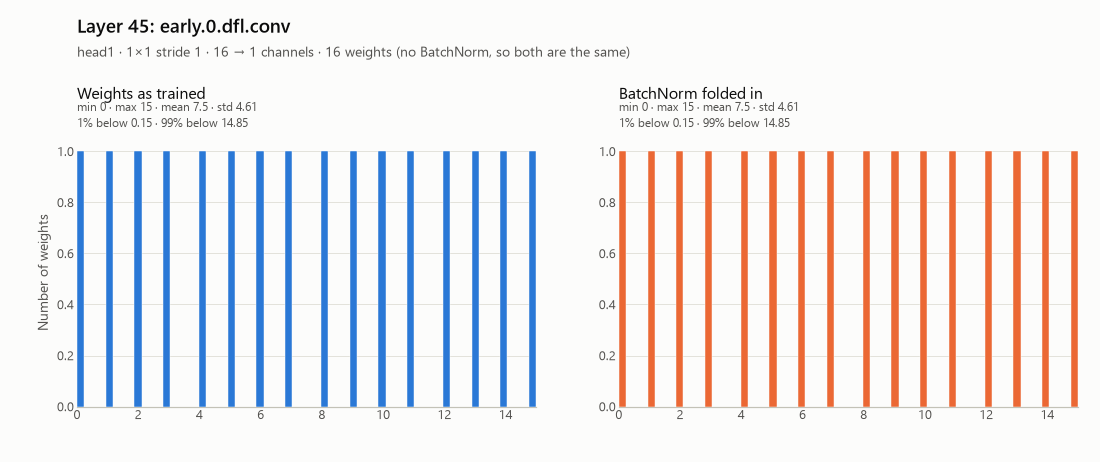 Layer 45: early.0.dfl.conv
head1 · 1×1 stride 1 · 16 → 1 channels · 16 weights (no BatchNorm, so both are the same)
Weights as trained
min 0 · max 15 · mean 7.5 · std 4.61
1% below 0.15 · 99% below 14.85
1.0
0.8
0.6
0.4
0.2
0.0
Number of weights
0 2 4 6 8 10 12 14
BatchNorm folded in
min 0 · max 15 · mean 7.5 · std 4.61
1% below 0.15 · 99% below 14.85
1.0
0.8
0.6
0.4
0.2
0.0
0 2 4 6 8 10 12 14